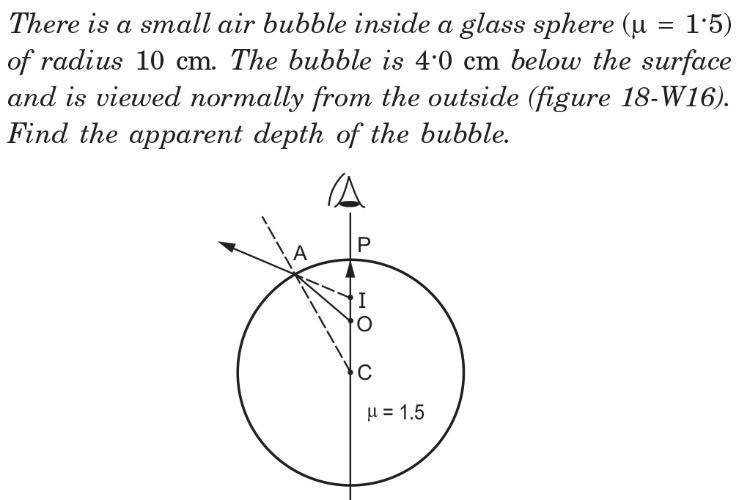 There is a small air bubble inside a glass sphere (μ = 1·5)
of radius 10 cm. The bubble is 4·0 cm below the surface
and is viewed normally from the outside (figure 18-W16).
Find the apparent depth of the bubble.
A
P
I
O
C
μ = 1.5